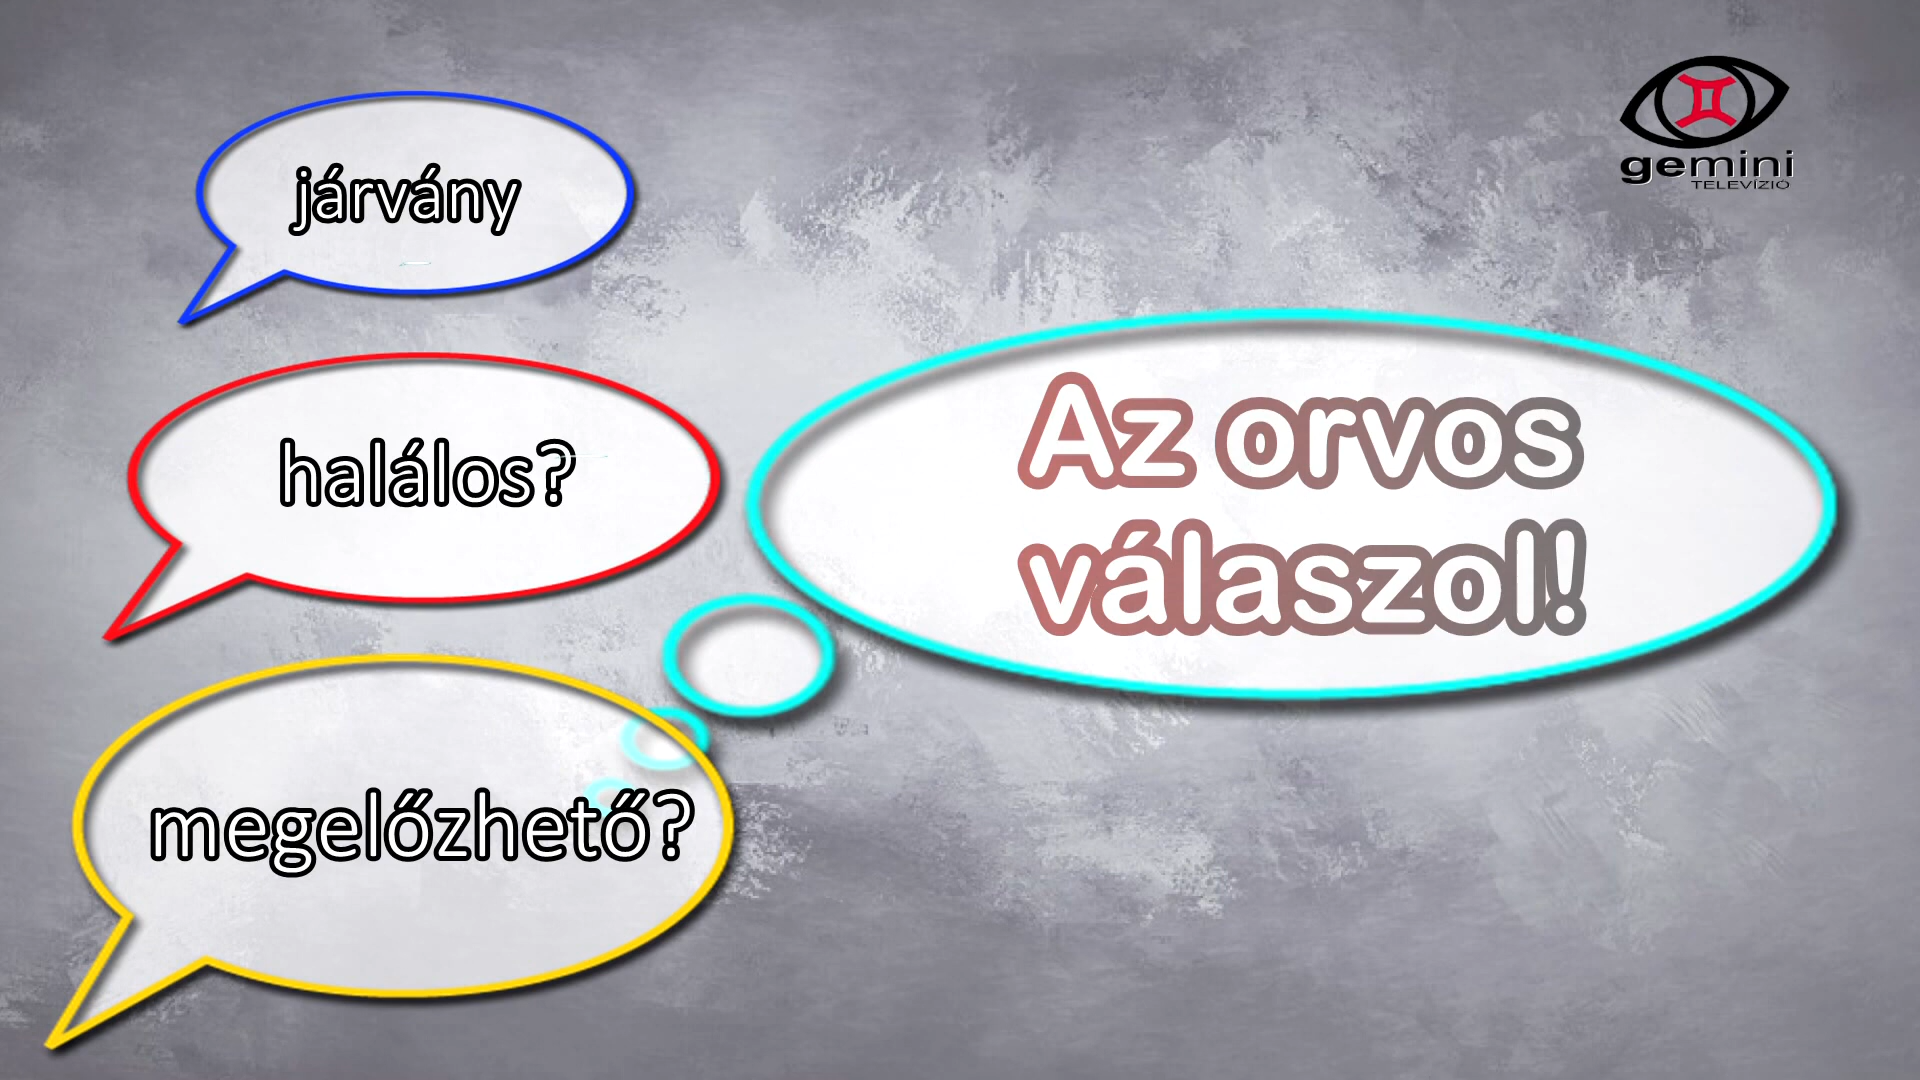 járvány
halálos?
megelőzhető?
Az orvos
válaszol!
gemini
TELEVÍZIÓ